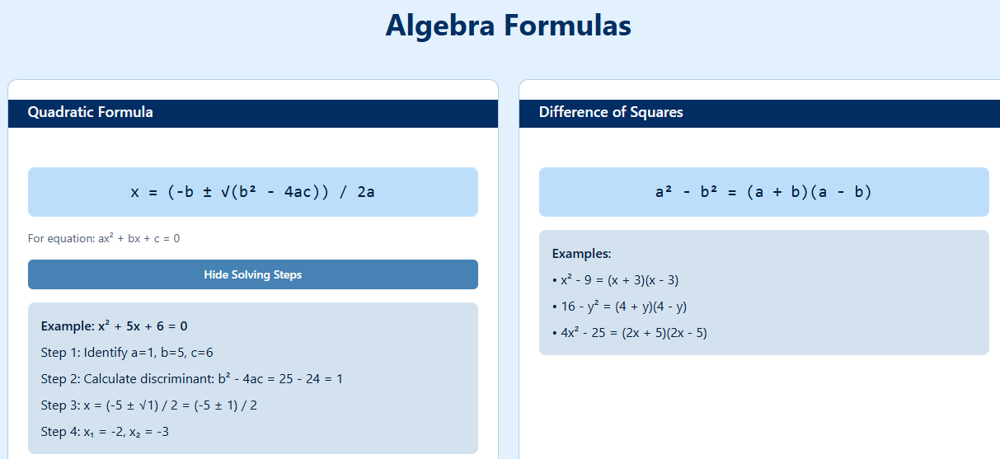 Algebra Formulas
Quadratic Formula
x = (-b ± √(b² - 4ac)) / 2a
For equation: ax² + bx + c = 0
Hide Solving Steps
Example: x² + 5x + 6 = 0
Step 1: Identify a=1, b=5, c=6
Step 2: Calculate discriminant: b² - 4ac = 25 - 24 = 1
Step 3: x = (-5 ± √1) / 2 = (-5 ± 1) / 2
Step 4: x₁ = -2, x₂ = -3
Difference of Squares
a² - b² = (a + b)(a - b)
Examples:
• x² - 9 = (x + 3)(x - 3)
• 16 - y² = (4 + y)(4 - y)
• 4x² - 25 = (2x + 5)(2x - 5)